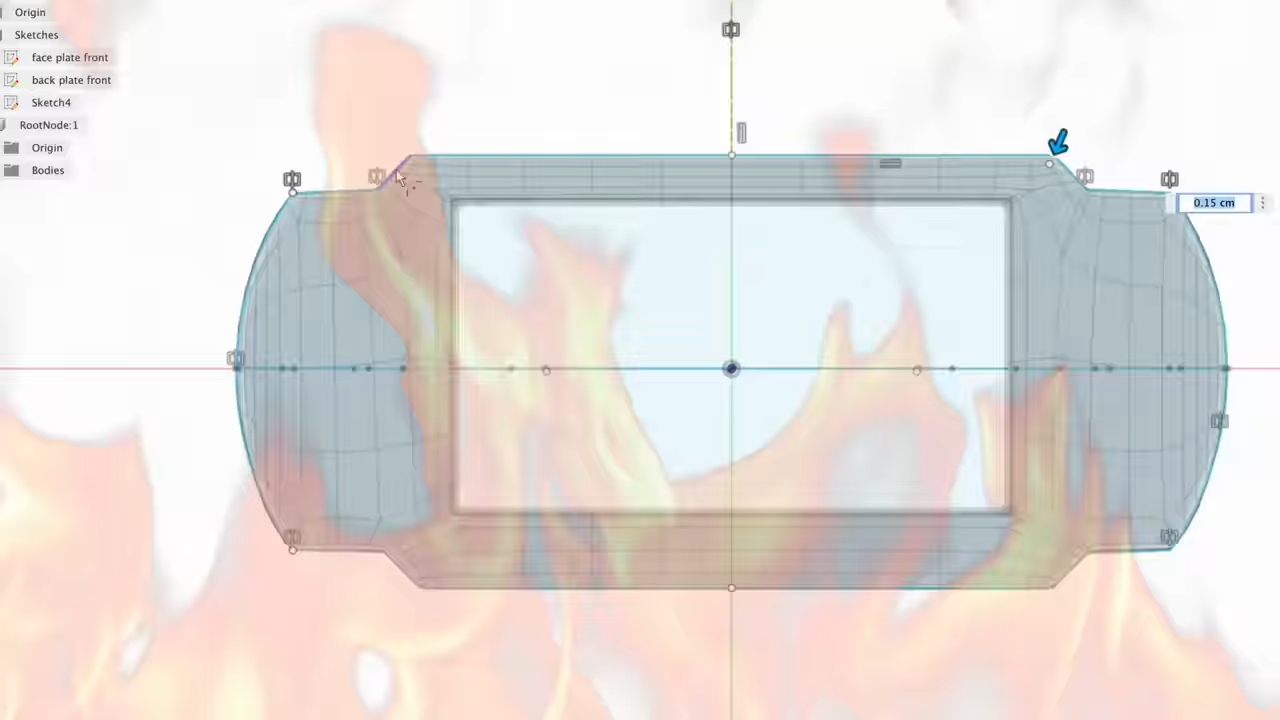 Origin
Sketches
face plate front
back plate front
Sketch4
RootNode:1
Origin
Bodies
0.15 cm